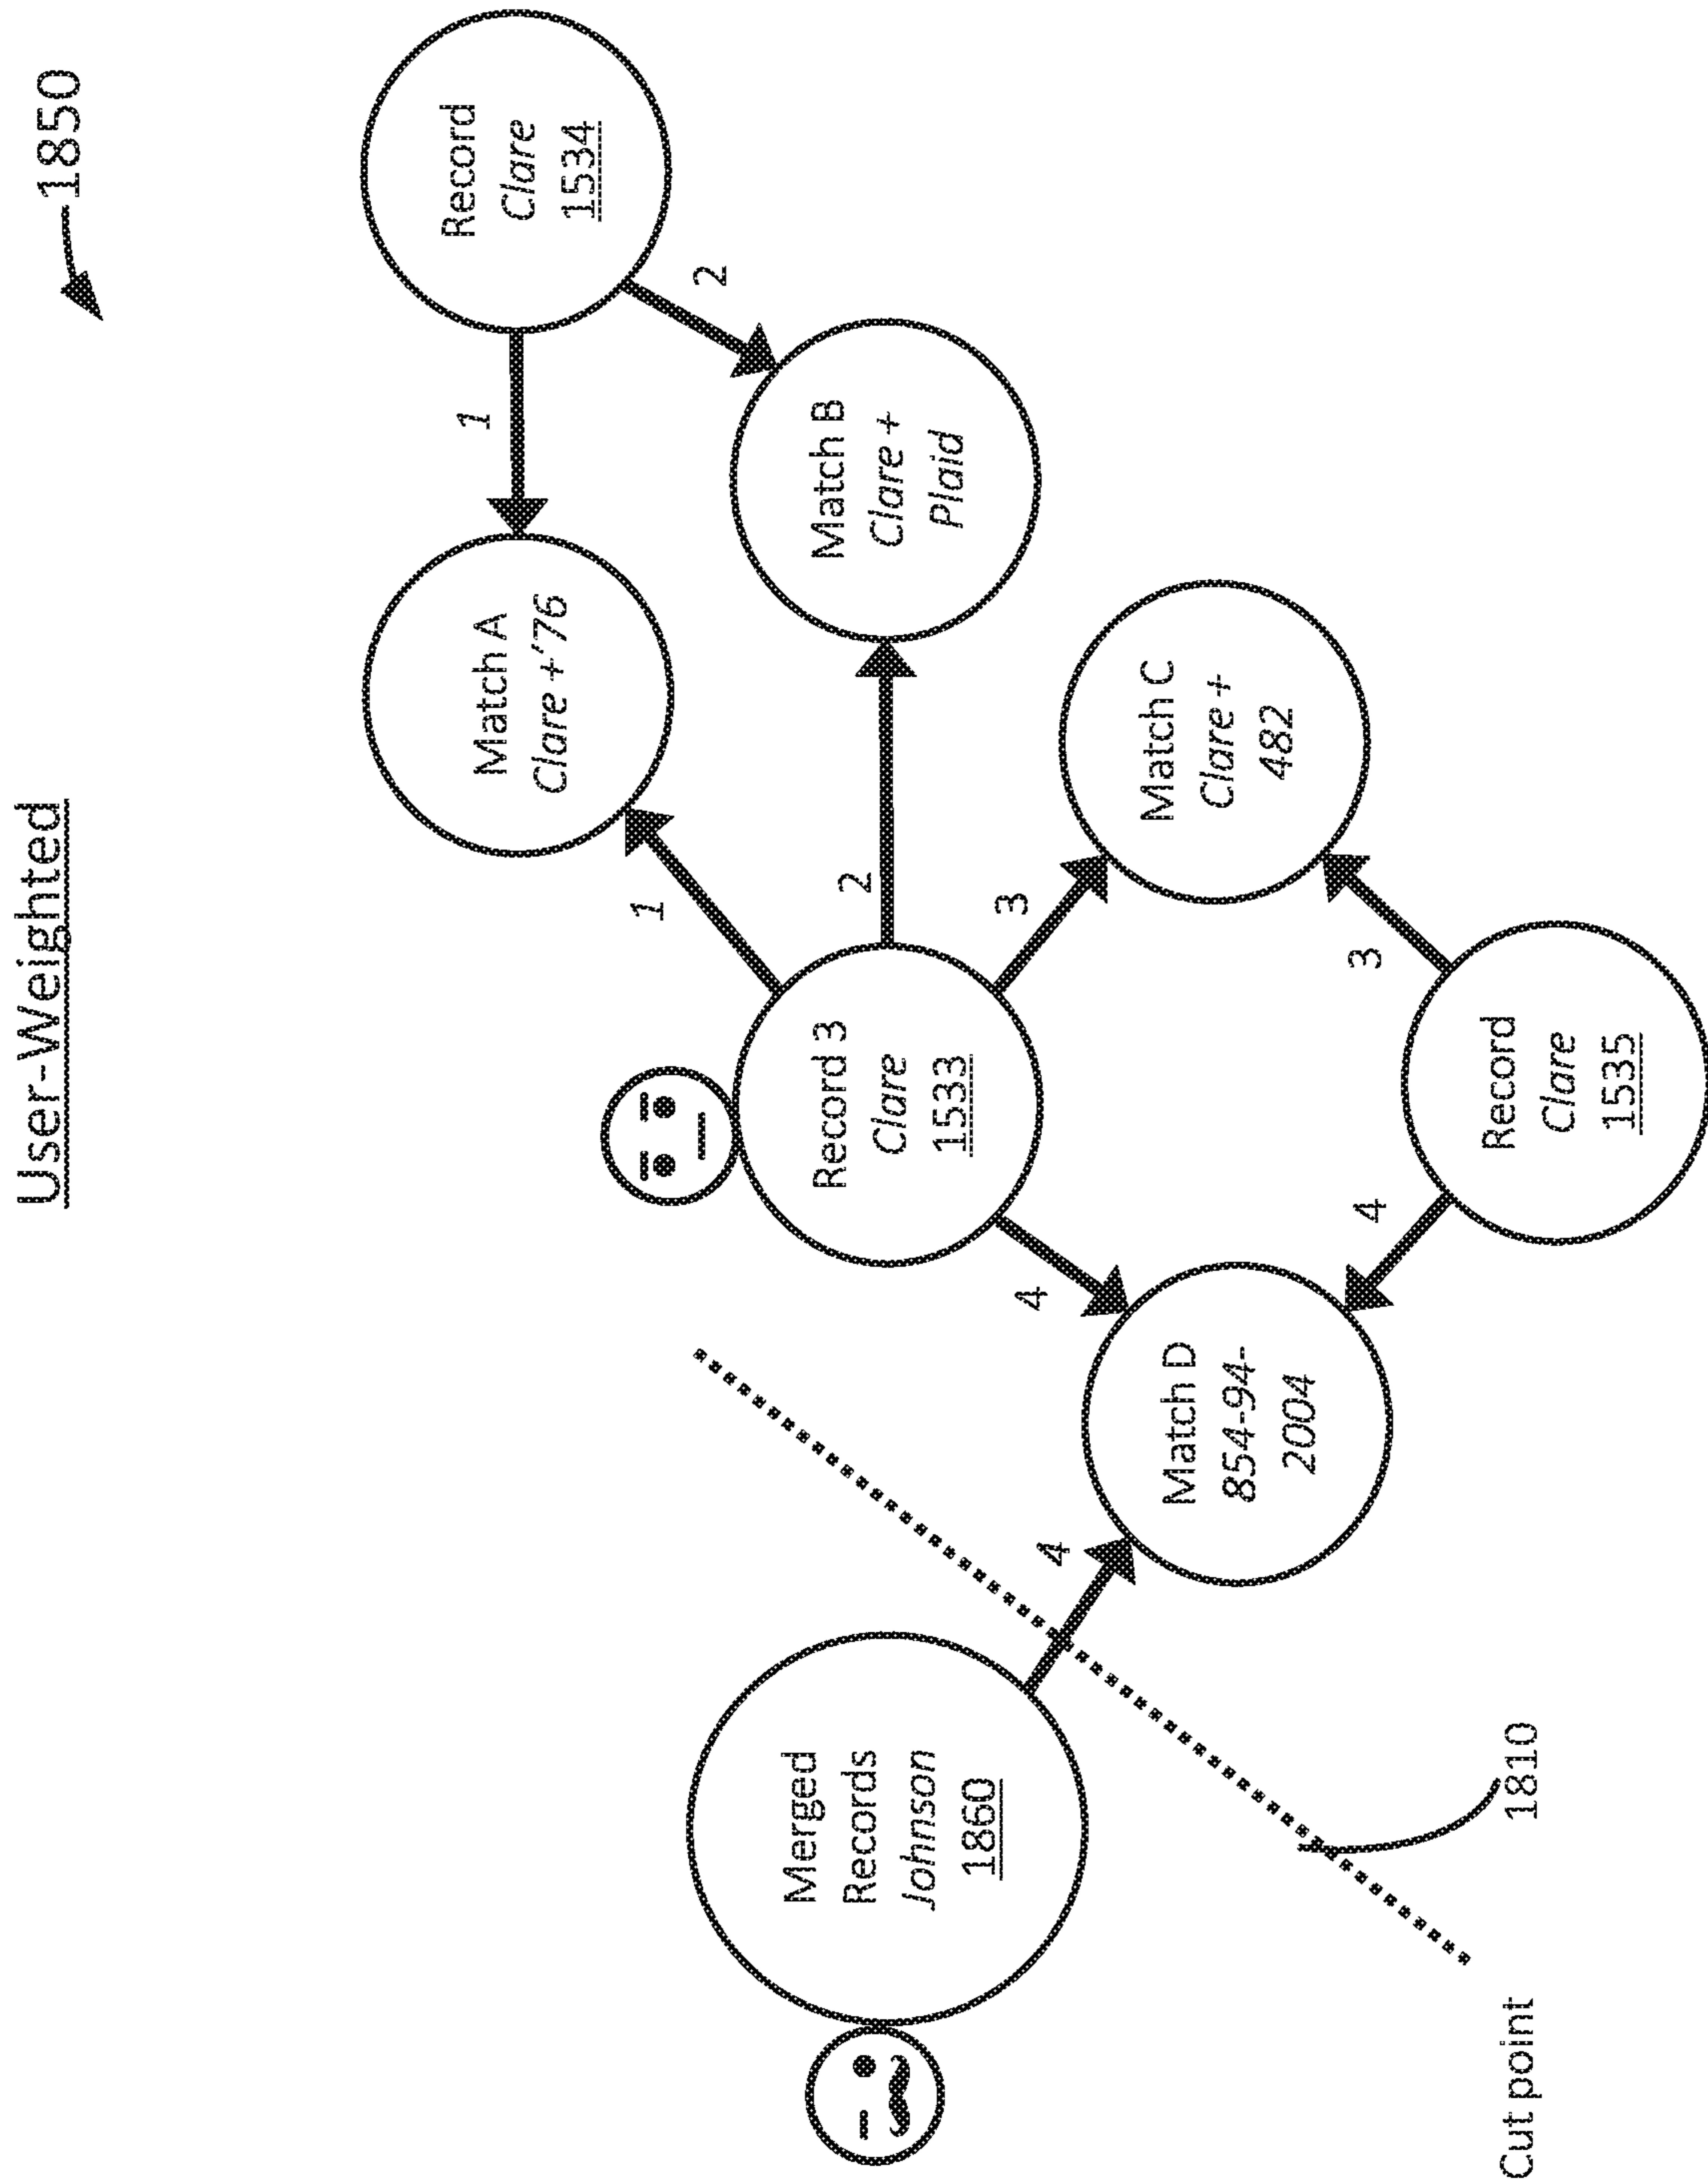 User-Weighted
1850
Merged
Records
Johnson
1860
Record 3
Clare
1533
Match A
Clare +'76
Record
Clare
1534
Match B
Clare +
Plaid
Match C
Clare +
482
Match D
854-94-
2004
Record
Clare
1535
1
1
2
2
3
3
4
4
4
Cut point
1810